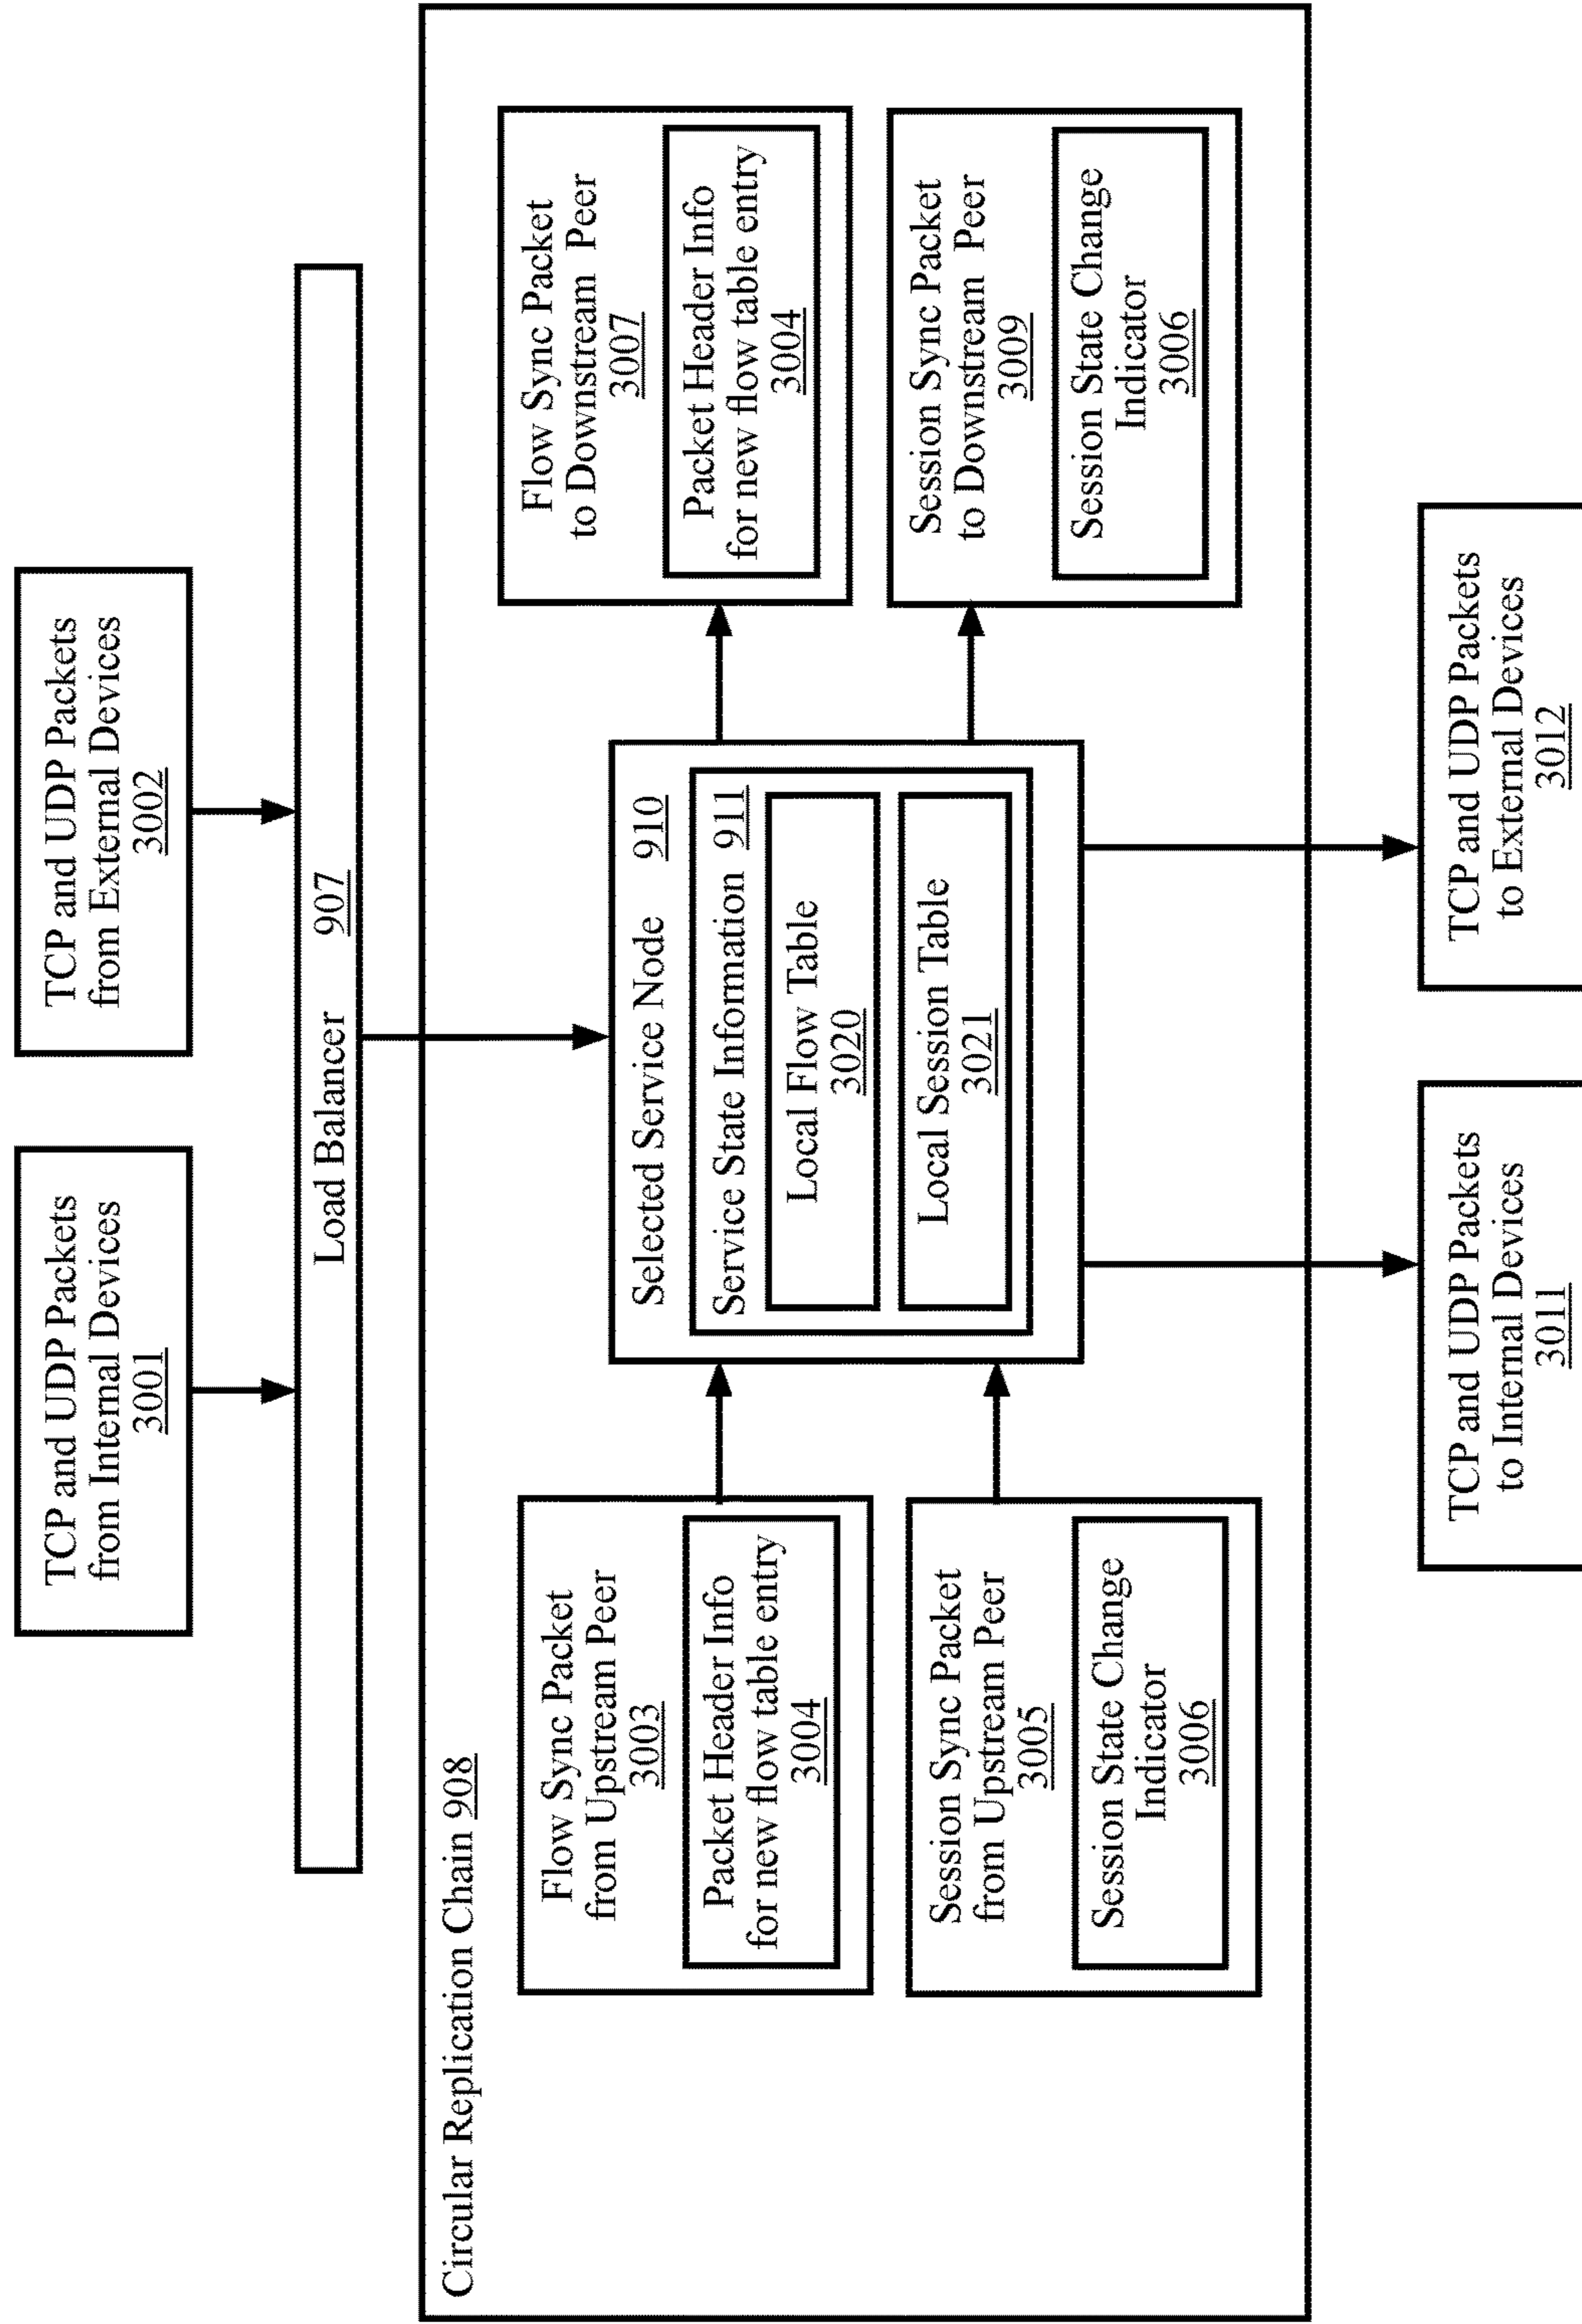 TCP and UDP Packets
from Internal Devices
3001
TCP and UDP Packets
from External Devices
3002
Load Balancer 907
Circular Replication Chain 908
Flow Sync Packet
from Upstream Peer
3003
Packet Header Info
for new flow table entry
3004
Session Sync Packet
from Upstream Peer
3005
Session State Change
Indicator
3006
Selected Service Node 910
Service State Information 911
Local Flow Table
3020
Local Session Table
3021
Flow Sync Packet
to Downstream Peer
3007
Packet Header Info
for new flow table entry
3004
Session Sync Packet
to Downstream Peer
3009
Session State Change
Indicator
3006
TCP and UDP Packets
to Internal Devices
3011
TCP and UDP Packets
to External Devices
3012